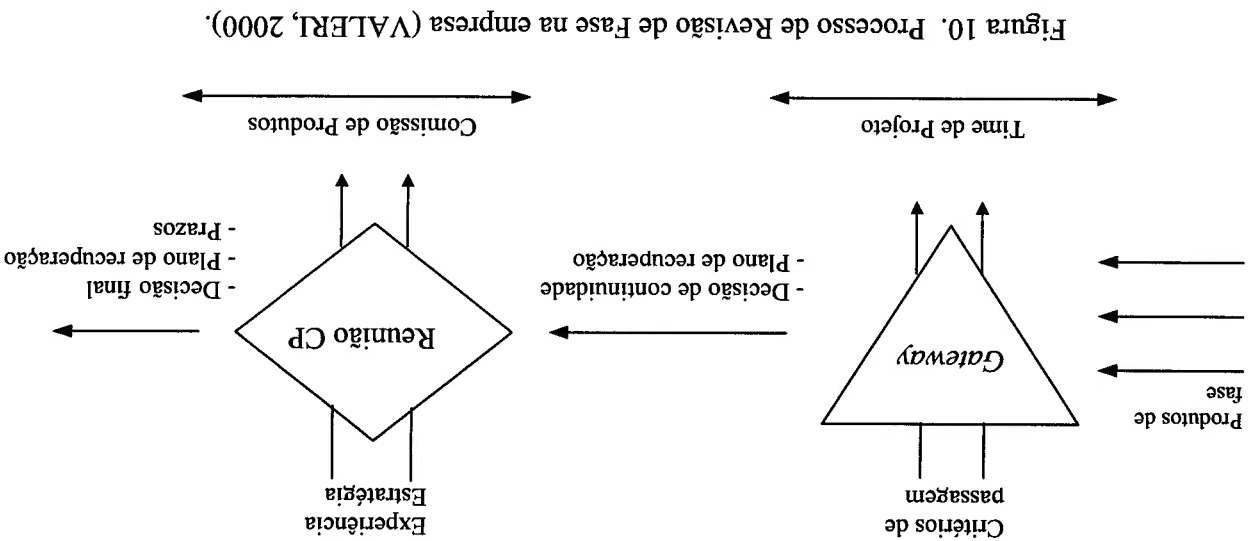 Critérios de
passagem
Experiência
Estratégia
Produtos de
fase
Gateway
- Decisão de continuidade
- Plano de recuperação
Reunião CP
- Decisão final
- Plano de recuperação
- Prazos
Time de Projeto
Comissão de Produtos
Figura 10. Processo de Revisão de Fase na empresa (VALERI, 2000).